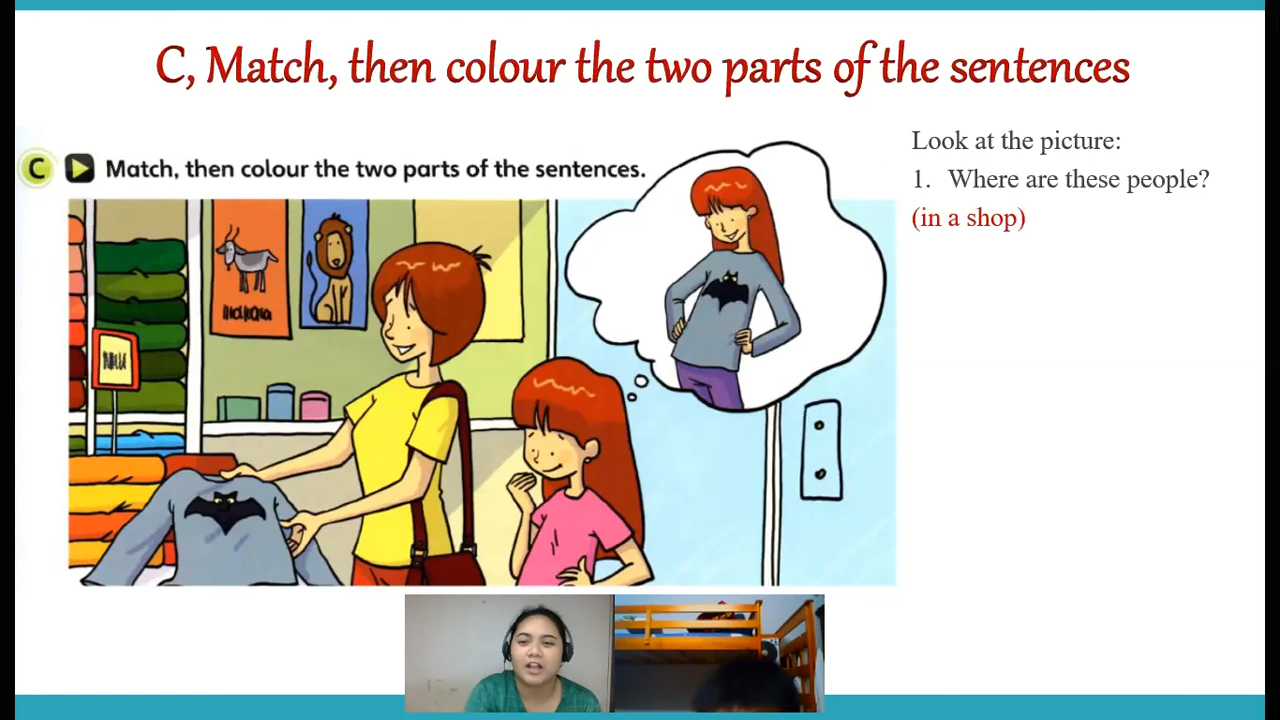 C, Match, then colour the two parts of the sentences
C Match, then colour the two parts of the sentences.
Look at the picture:
1. Where are these people?
(in a shop)